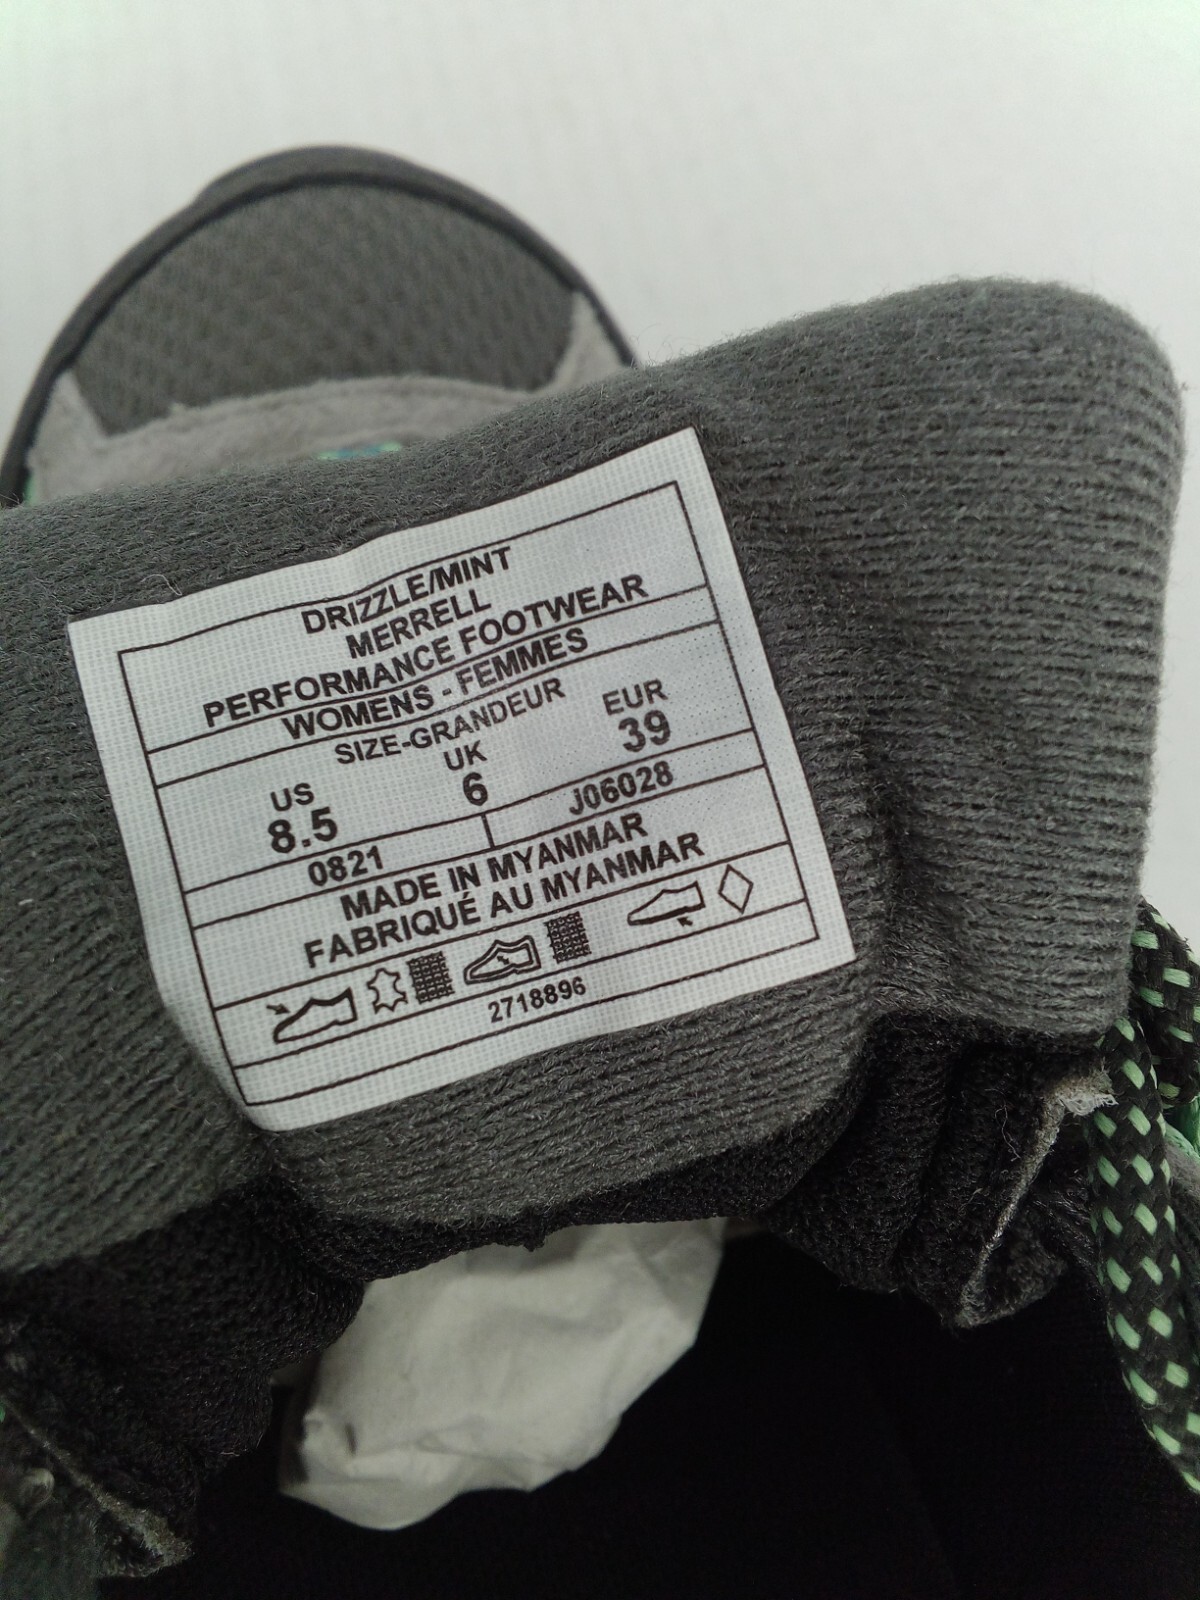 DRIZZLE/MINT
MERRELL
PERFORMANCE FOOTWEAR
WOMENS - FEMMES
SIZE-GRANDEUR
US UK EUR
8.5 6 39
0821 J06028
MADE IN MYANMAR
FABRIQUÉ AU MYANMAR
2718896